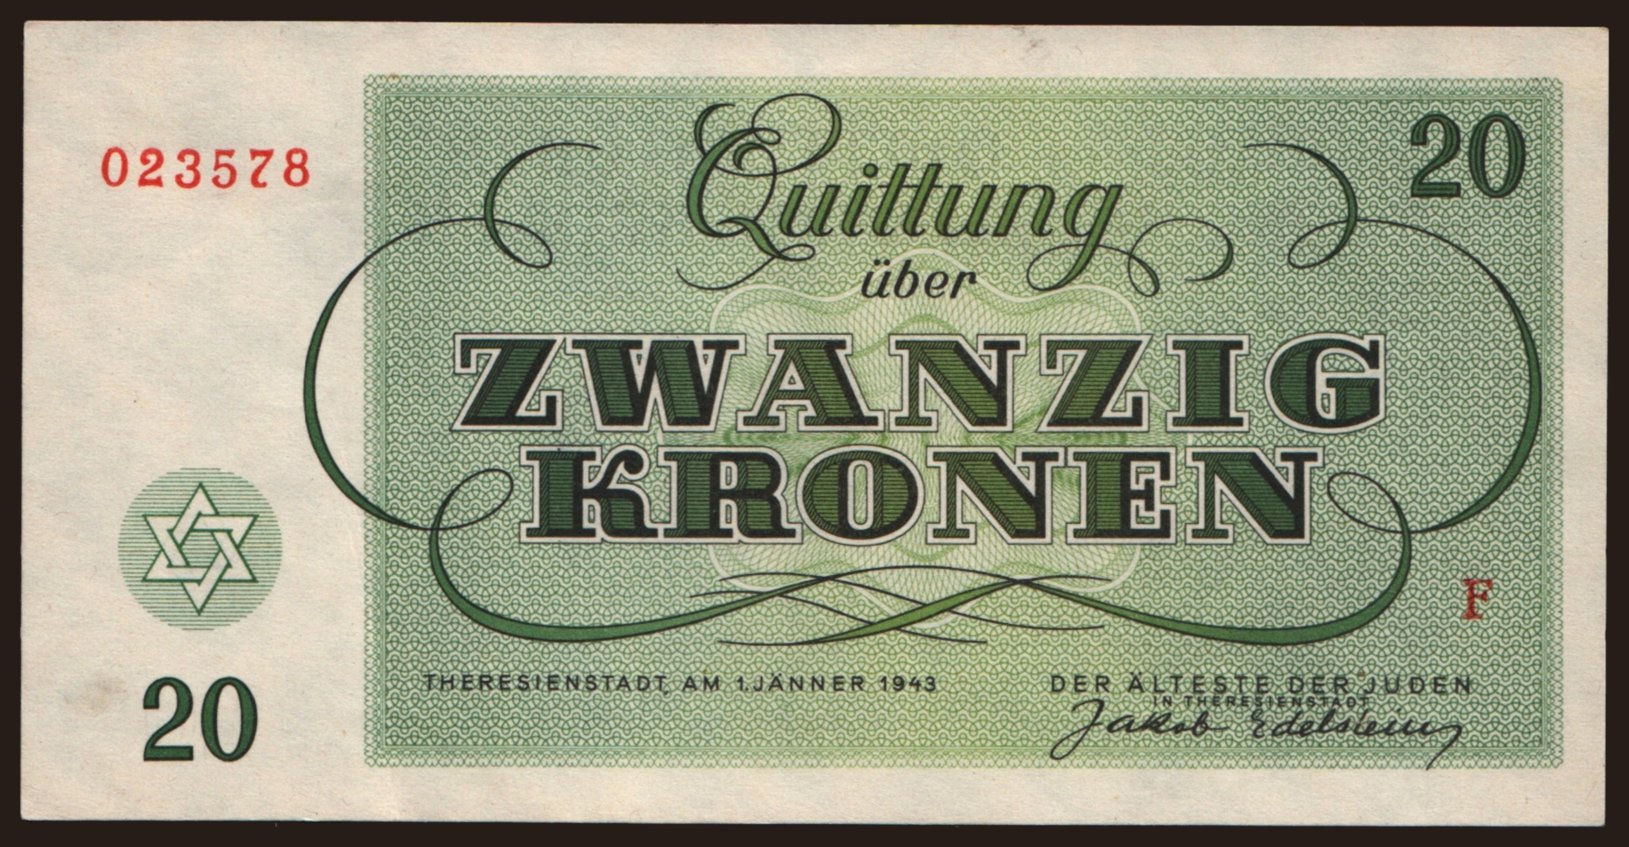 023578
20
Quittung
über
ZWANZIG
KRONEN
F
THERESIENSTADT, AM 1. JÄNNER 1943
DER ÄLTESTE DER JUDEN
IN THERESIENSTADT
Jakob Edelstein
20